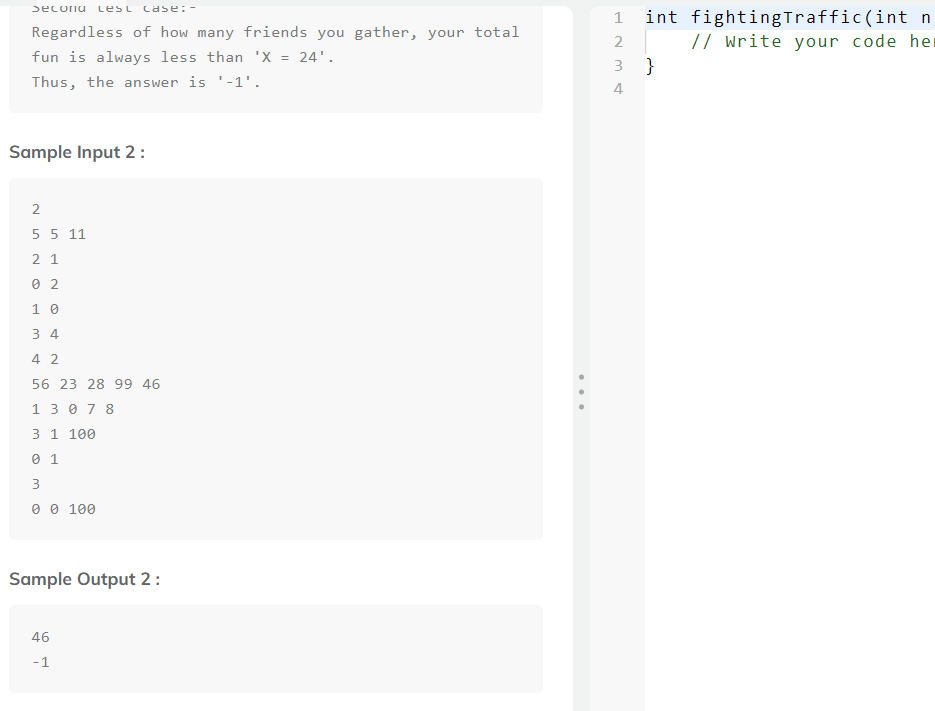 Second test case:-
Regardless of how many friends you gather, your total
fun is always less than 'X = 24'.
Thus, the answer is '-1'.
Sample Input 2 :
2
5 5 11
2 1
0 2
1 0
3 4
4 2
56 23 28 99 46
1 3 0 7 8
3 1 100
0 1
3
0 0 100
Sample Output 2 :
46
-1
1 int fightingTraffic(int n
2 // Write your code her
3 }
4